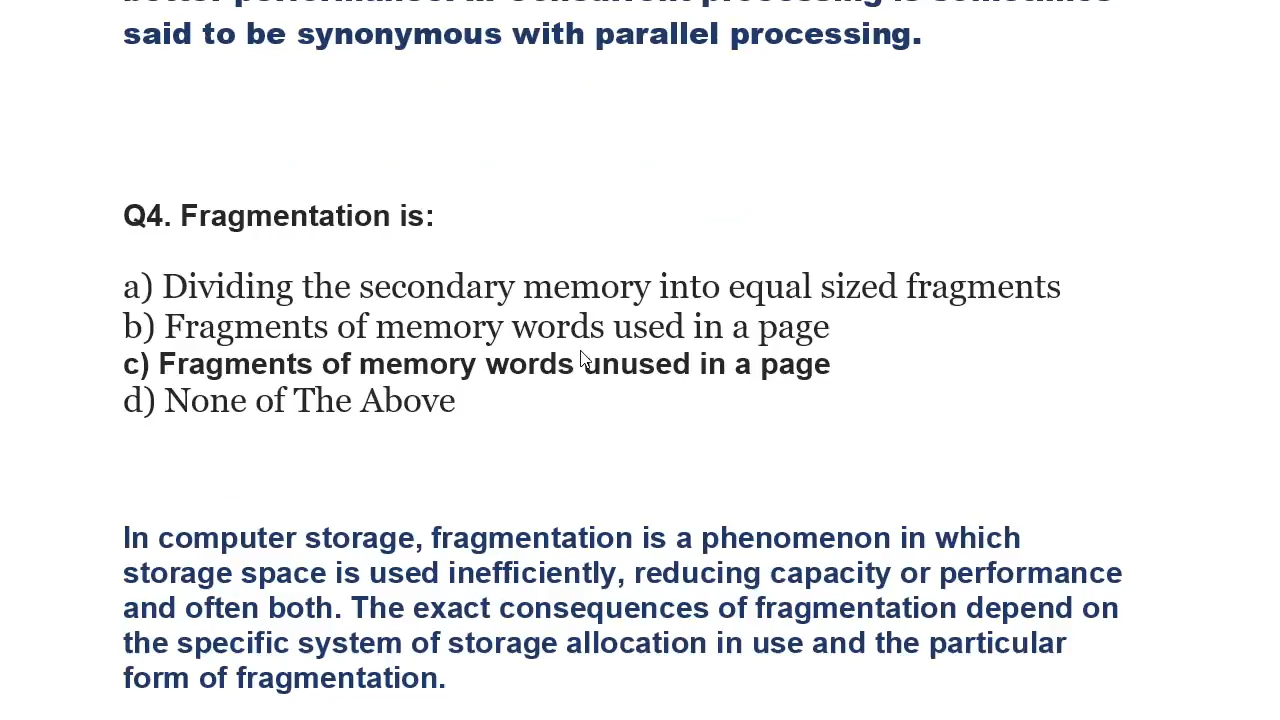 said to be synonymous with parallel processing.
Q4. Fragmentation is:
a) Dividing the secondary memory into equal sized fragments
b) Fragments of memory words used in a page
c) Fragments of memory words unused in a page
d) None of The Above
In computer storage, fragmentation is a phenomenon in which
storage space is used inefficiently, reducing capacity or performance
and often both. The exact consequences of fragmentation depend on
the specific system of storage allocation in use and the particular
form of fragmentation.